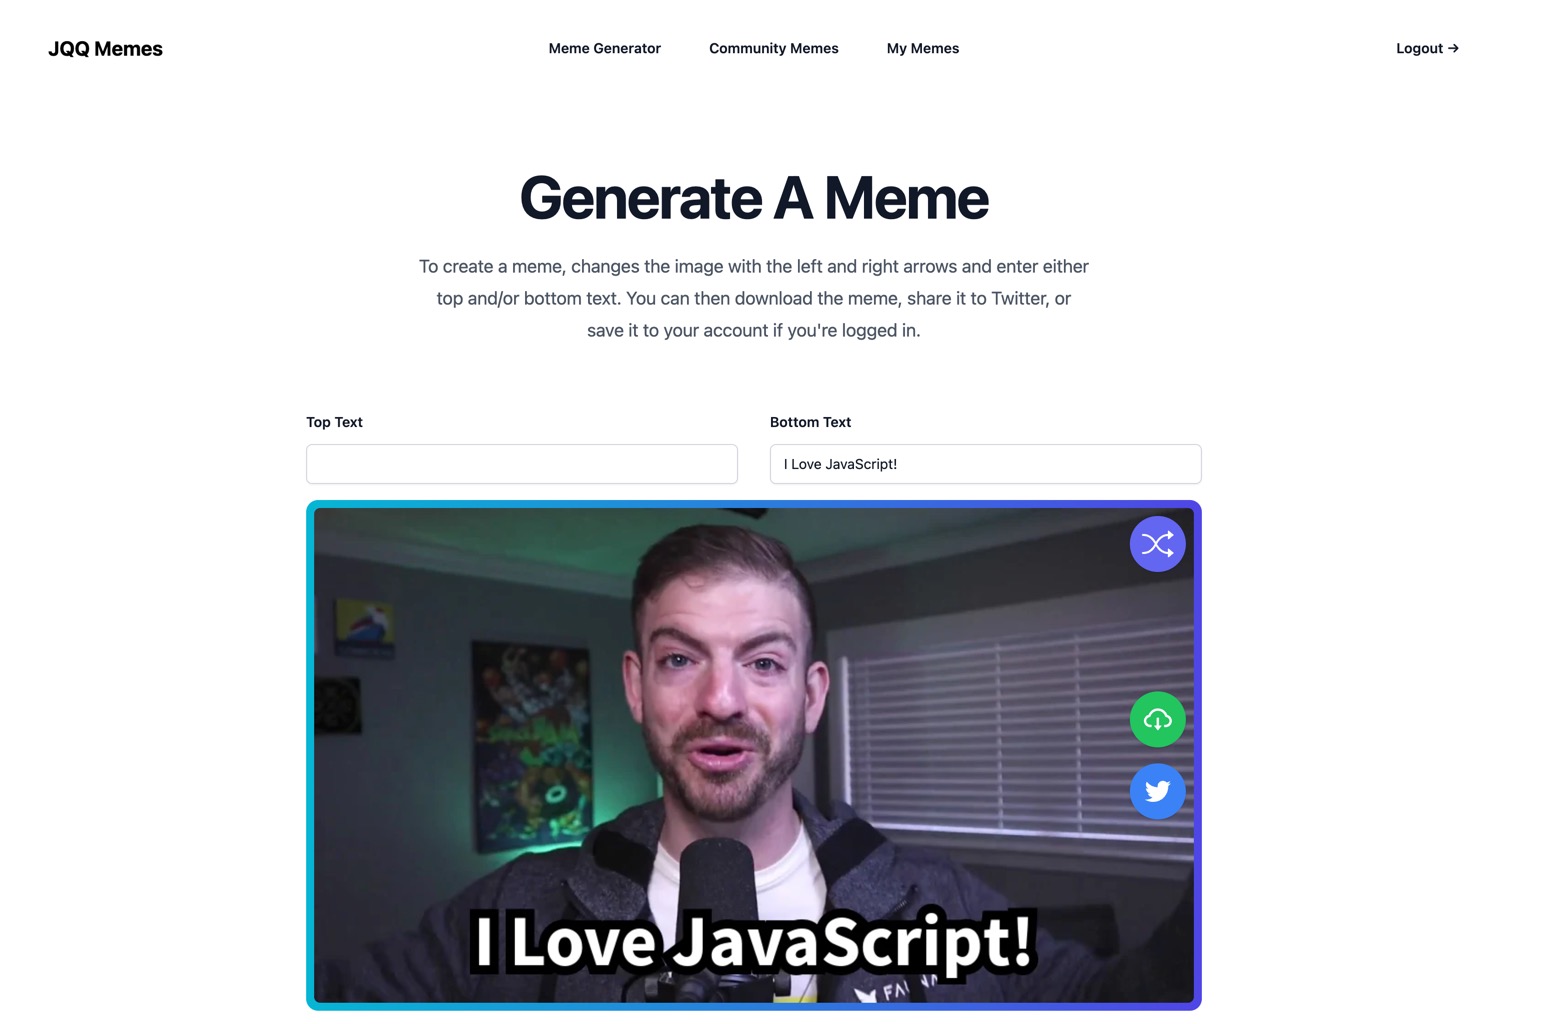 JQQ Memes
Meme Generator
Community Memes
My Memes
Logout →
Generate A Meme
To create a meme, changes the image with the left and right arrows and enter either
top and/or bottom text. You can then download the meme, share it to Twitter, or
save it to your account if you're logged in.
Top Text
Bottom Text
I Love JavaScript!
I Love JavaScript!